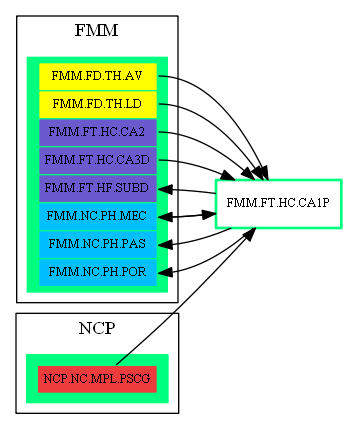 FMM
FMM.FD.TH.AV
FMM.FD.TH.LD
FMM.FT.HC.CA2
FMM.FT.HC.CA3D
FMM.FT.HF.SUBD
FMM.NC.PH.MEC
FMM.NC.PH.PAS
FMM.NC.PH.POR
FMM.FT.HC.CA1P
NCP
NCP.NC.MPL.PSCG